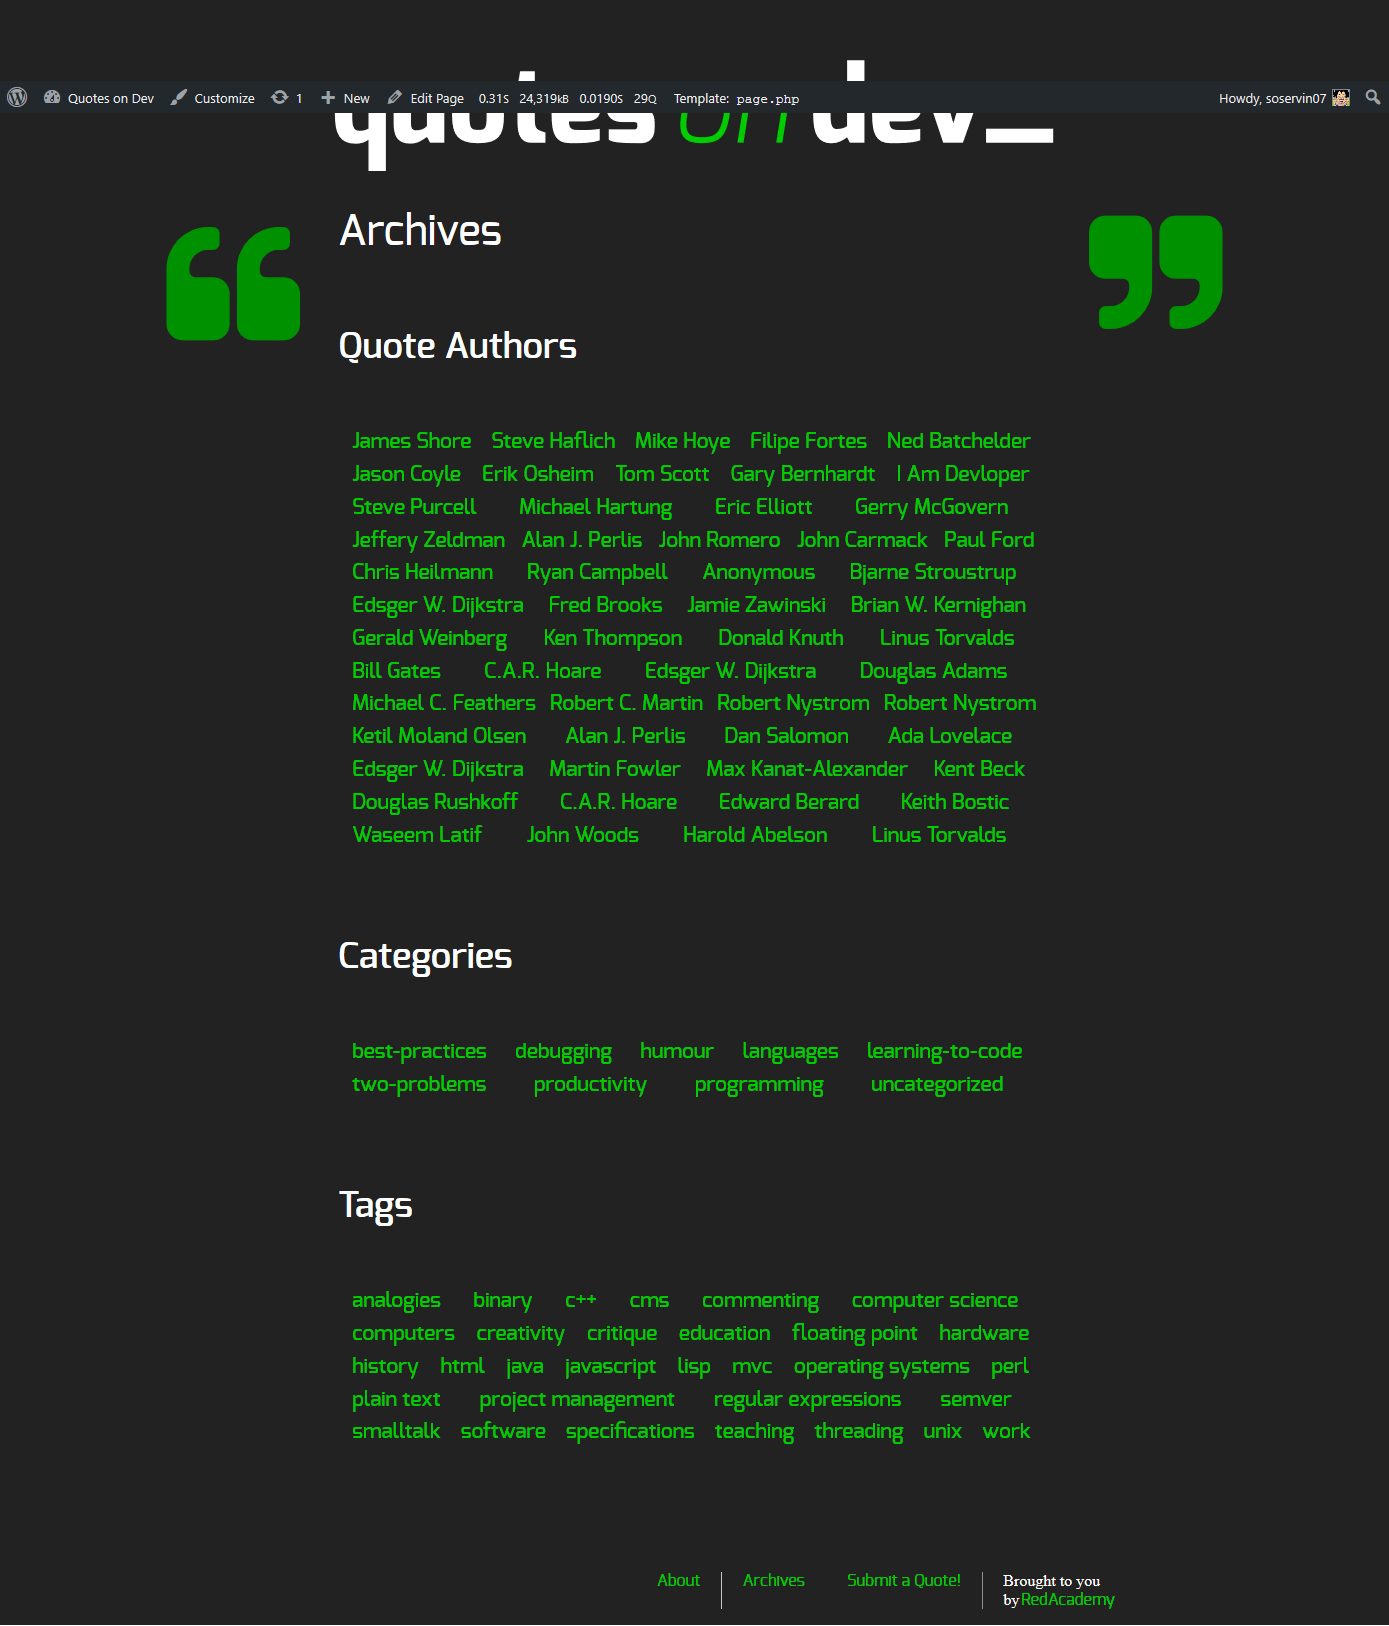 quotes on dev_
Quotes on Dev Customize 1 New Edit Page 0.31S 24,319KB 0.0190S 29Q Template: page.php Howdy, soservin07
Archives
Quote Authors
James Shore Steve Haflich Mike Hoye Filipe Fortes Ned Batchelder
Jason Coyle Erik Osheim Tom Scott Gary Bernhardt I Am Devloper
Steve Purcell Michael Hartung Eric Elliott Gerry McGovern
Jeffery Zeldman Alan J. Perlis John Romero John Carmack Paul Ford
Chris Heilmann Ryan Campbell Anonymous Bjarne Stroustrup
Edsger W. Dijkstra Fred Brooks Jamie Zawinski Brian W. Kernighan
Gerald Weinberg Ken Thompson Donald Knuth Linus Torvalds
Bill Gates C.A.R. Hoare Edsger W. Dijkstra Douglas Adams
Michael C. Feathers Robert C. Martin Robert Nystrom Robert Nystrom
Ketil Moland Olsen Alan J. Perlis Dan Salomon Ada Lovelace
Edsger W. Dijkstra Martin Fowler Max Kanat-Alexander Kent Beck
Douglas Rushkoff C.A.R. Hoare Edward Berard Keith Bostic
Waseem Latif John Woods Harold Abelson Linus Torvalds
Categories
best-practices debugging humour languages learning-to-code
two-problems productivity programming uncategorized
Tags
analogies binary c++ cms commenting computer science
computers creativity critique education floating point hardware
history html java javascript lisp mvc operating systems perl
plain text project management regular expressions semver
smalltalk software specifications teaching threading unix work
About Archives Submit a Quote! Brought to you
by RedAcademy